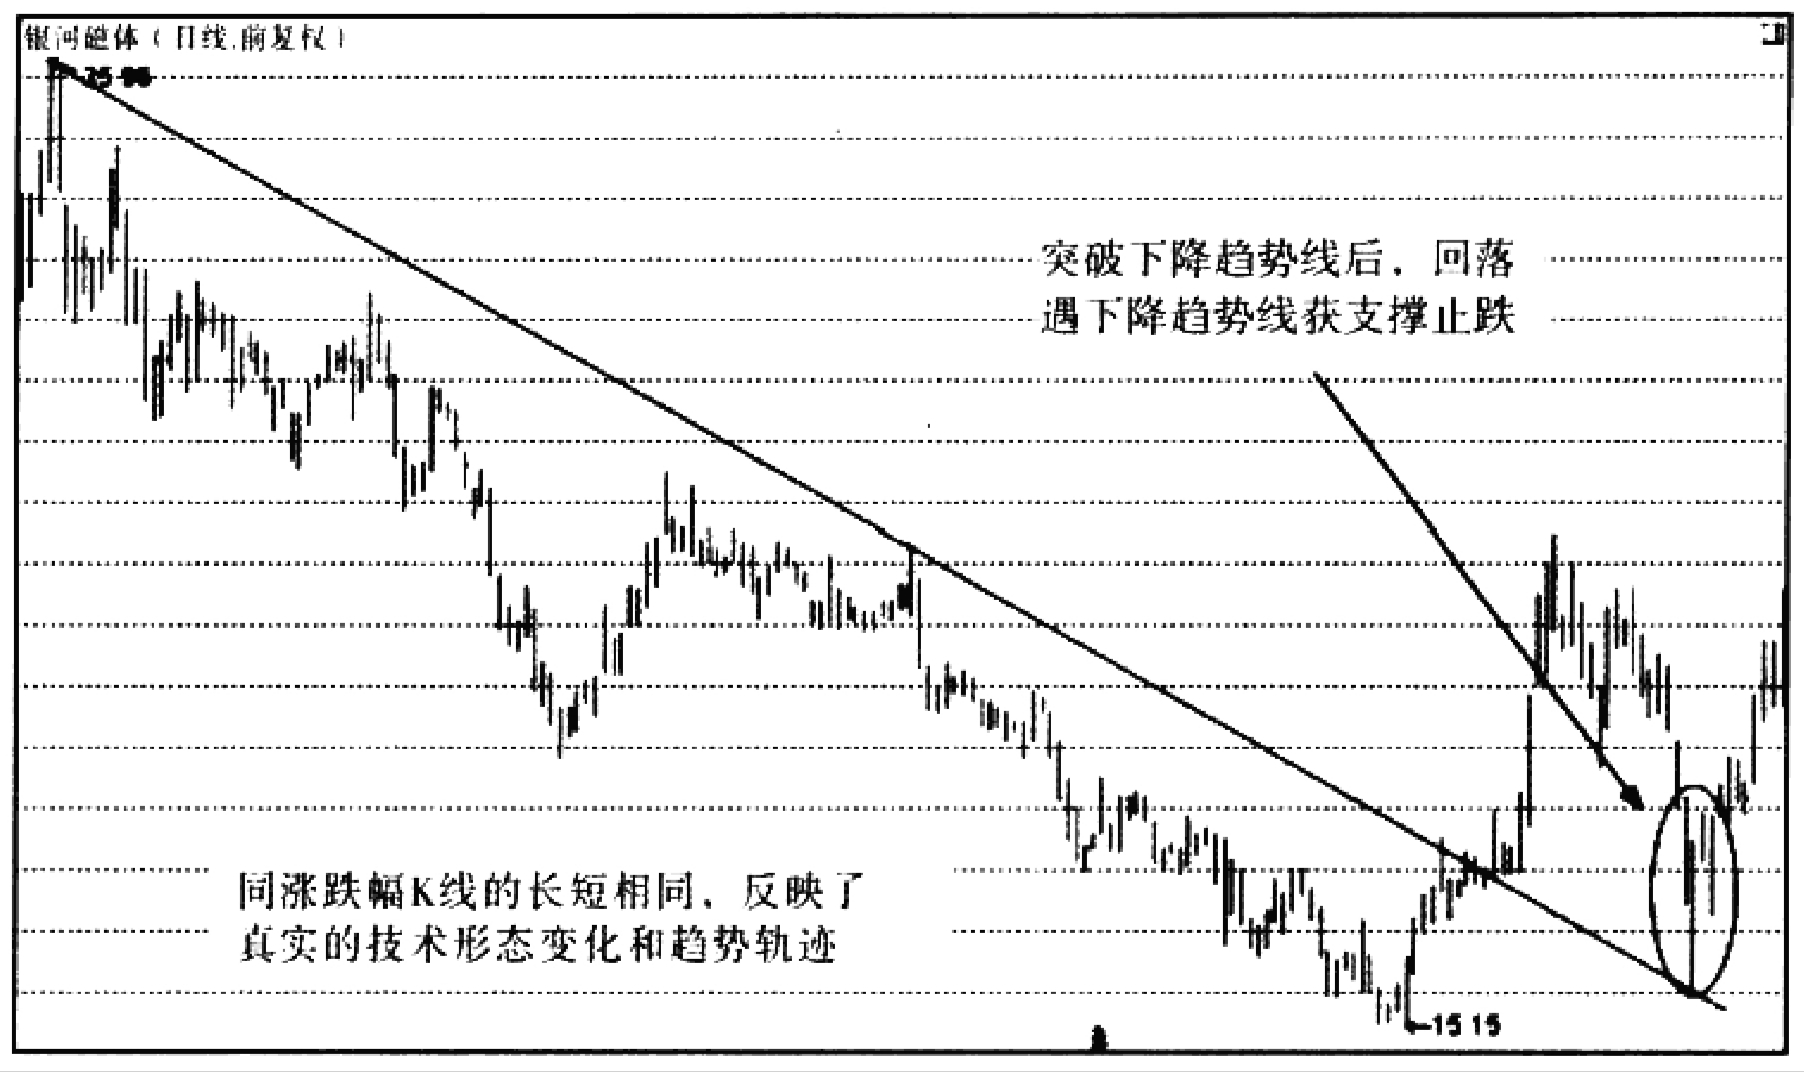 银河磁体（日线.前复权）
突破下降趋势线后，回落
遇下降趋势线获支撑止跌
同涨跌幅K线的长短相同，反映了
真实的技术形态变化和趋势轨迹
15 15